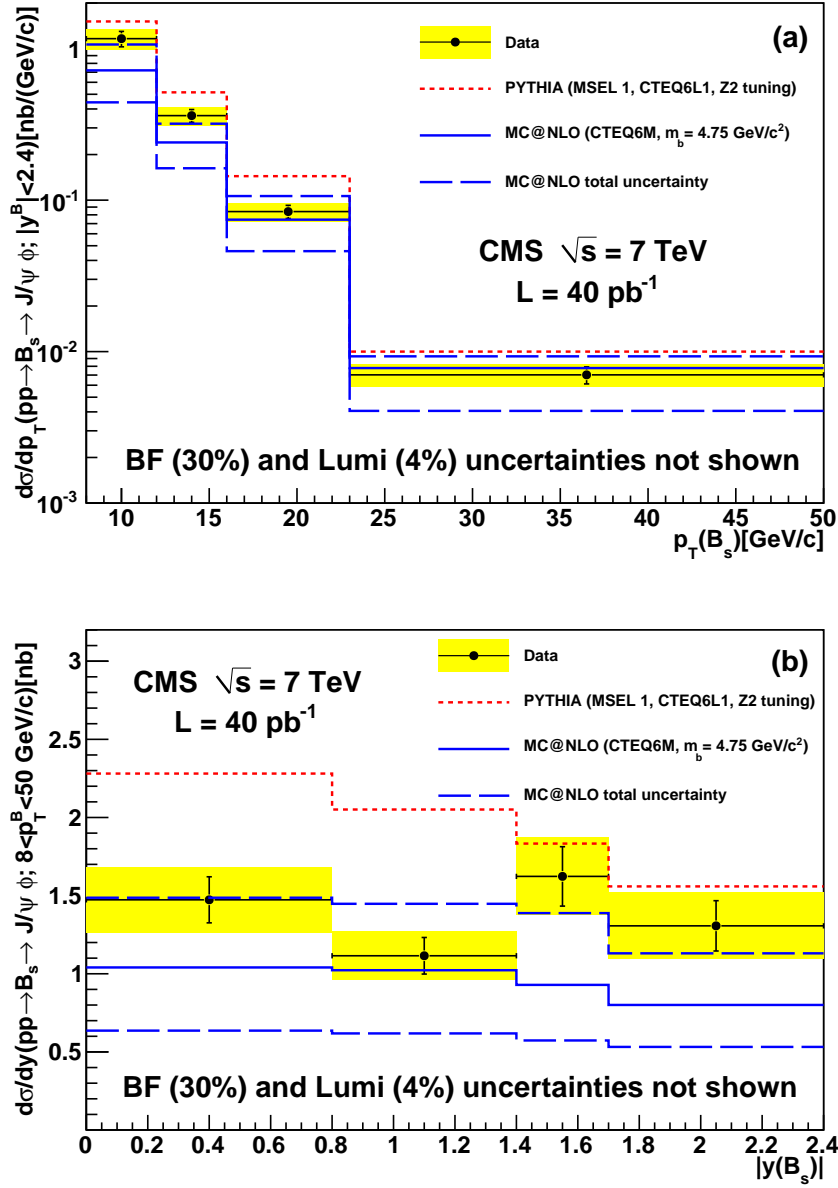 dσ/dp_T(pp→B_s→ J/ψ φ; |y^B|<2.4)[nb/(GeV/c)]
1
10^-1
10^-2
10^-3
(a)
Data
PYTHIA (MSEL 1, CTEQ6L1, Z2 tuning)
MC@NLO (CTEQ6M, m_b= 4.75 GeV/c²)
MC@NLO total uncertainty
CMS √s = 7 TeV
L = 40 pb^-1
BF (30%) and Lumi (4%) uncertainties not shown
10 15 20 25 30 35 40 45 50
p_T(B_s)[GeV/c]
dσ/dy(pp→B_s→ J/ψ φ; 8<p_T^B<50 GeV/c)[nb]
3
2.5
2
1.5
1
0.5
(b)
CMS √s = 7 TeV
L = 40 pb^-1
Data
PYTHIA (MSEL 1, CTEQ6L1, Z2 tuning)
MC@NLO (CTEQ6M, m_b= 4.75 GeV/c²)
MC@NLO total uncertainty
BF (30%) and Lumi (4%) uncertainties not shown
0 0.2 0.4 0.6 0.8 1 1.2 1.4 1.6 1.8 2 2.2 2.4
|y(B_s)|